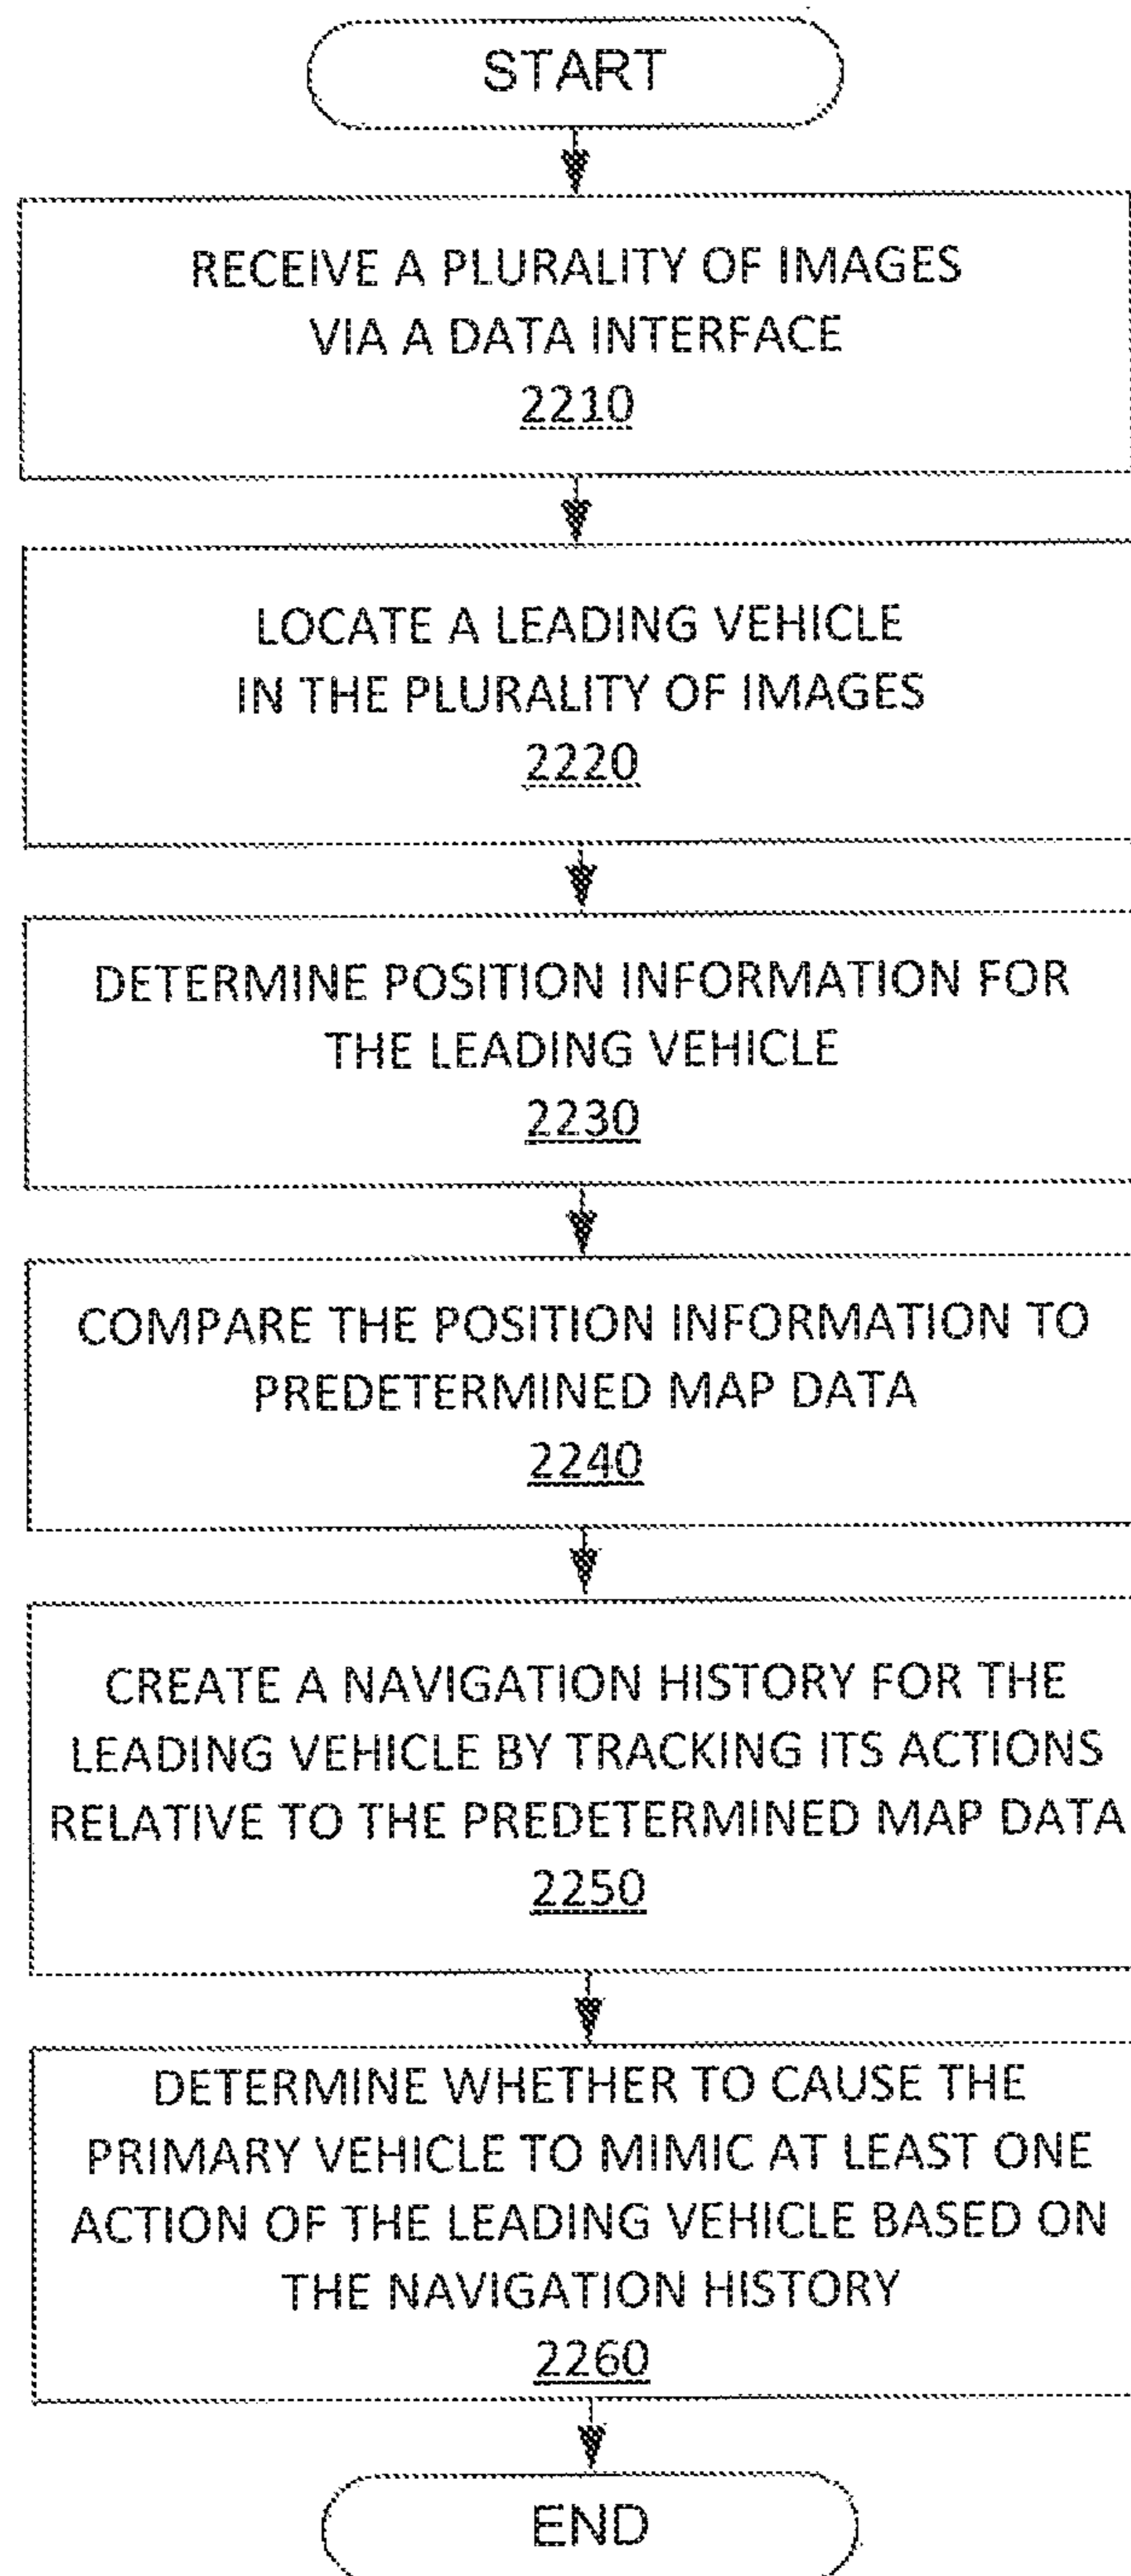 START
RECEIVE A PLURALITY OF IMAGES
VIA A DATA INTERFACE
2210
LOCATE A LEADING VEHICLE
IN THE PLURALITY OF IMAGES
2220
DETERMINE POSITION INFORMATION FOR
THE LEADING VEHICLE
2230
COMPARE THE POSITION INFORMATION TO
PREDETERMINED MAP DATA
2240
CREATE A NAVIGATION HISTORY FOR THE
LEADING VEHICLE BY TRACKING ITS ACTIONS
RELATIVE TO THE PREDETERMINED MAP DATA
2250
DETERMINE WHETHER TO CAUSE THE
PRIMARY VEHICLE TO MIMIC AT LEAST ONE
ACTION OF THE LEADING VEHICLE BASED ON
THE NAVIGATION HISTORY
2260
END